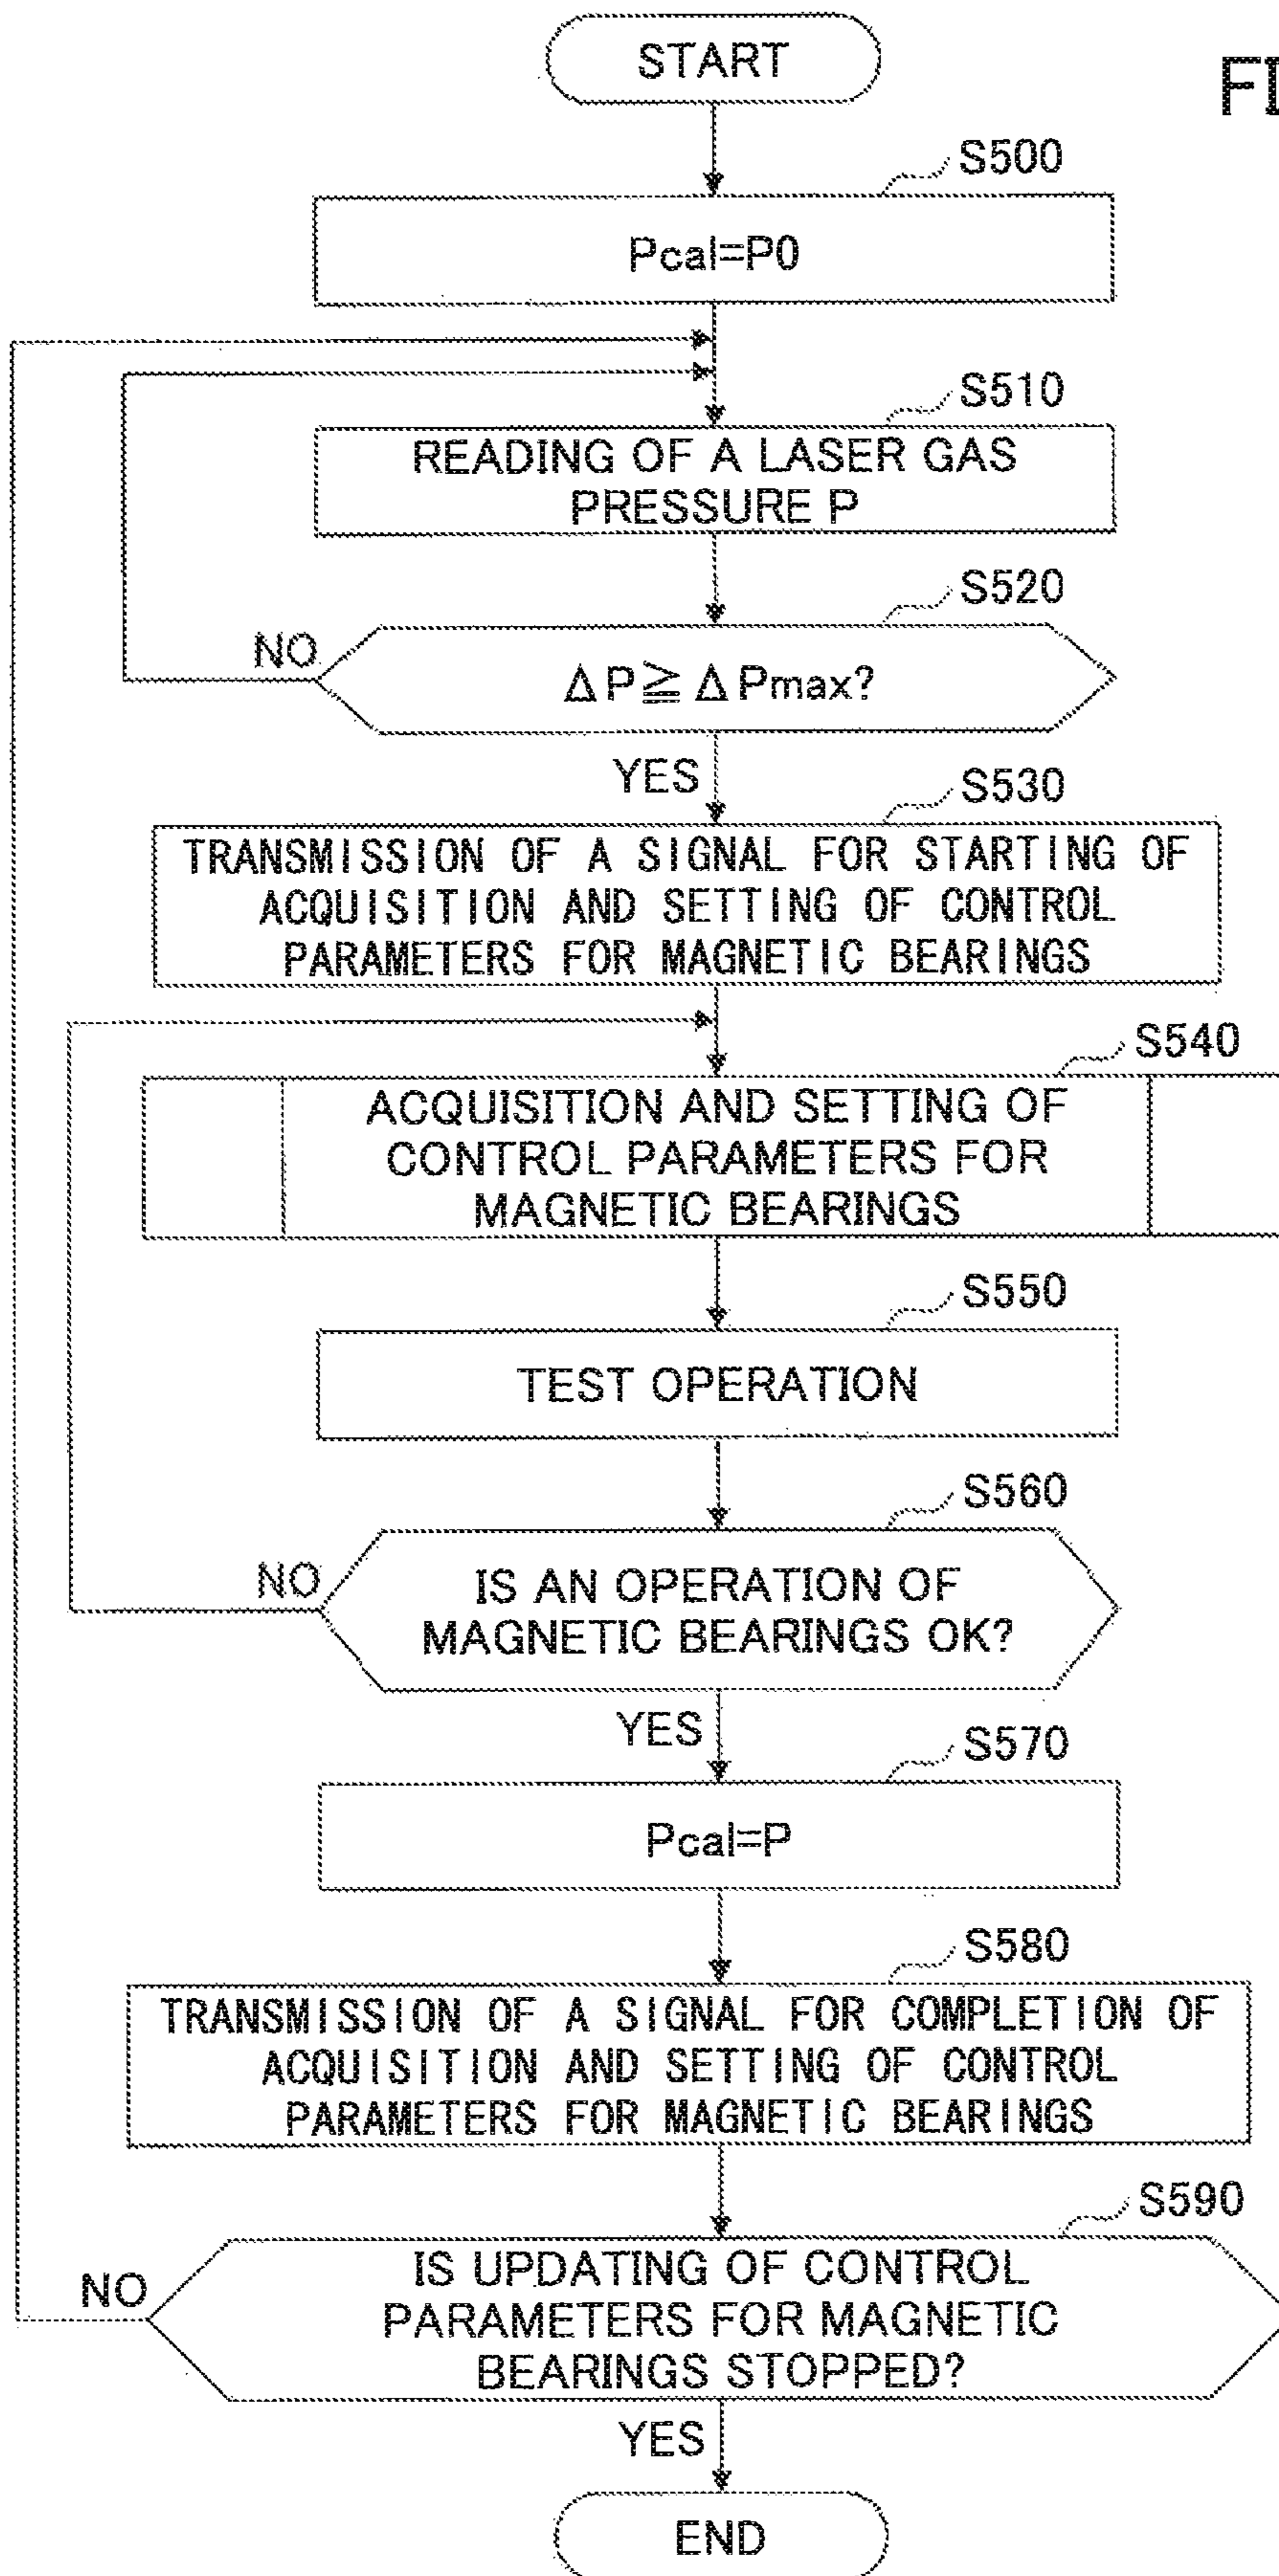 START
FI
S500
Pcal=P0
S510
READING OF A LASER GAS
PRESSURE P
S520
NO
ΔP≧ΔPmax?
YES
S530
TRANSMISSION OF A SIGNAL FOR STARTING OF
ACQUISITION AND SETTING OF CONTROL
PARAMETERS FOR MAGNETIC BEARINGS
S540
ACQUISITION AND SETTING OF
CONTROL PARAMETERS FOR
MAGNETIC BEARINGS
S550
TEST OPERATION
S560
NO
IS AN OPERATION OF
MAGNETIC BEARINGS OK?
YES
S570
Pcal=P
S580
TRANSMISSION OF A SIGNAL FOR COMPLETION OF
ACQUISITION AND SETTING OF CONTROL
PARAMETERS FOR MAGNETIC BEARINGS
S590
NO
IS UPDATING OF CONTROL
PARAMETERS FOR MAGNETIC
BEARINGS STOPPED?
YES
END